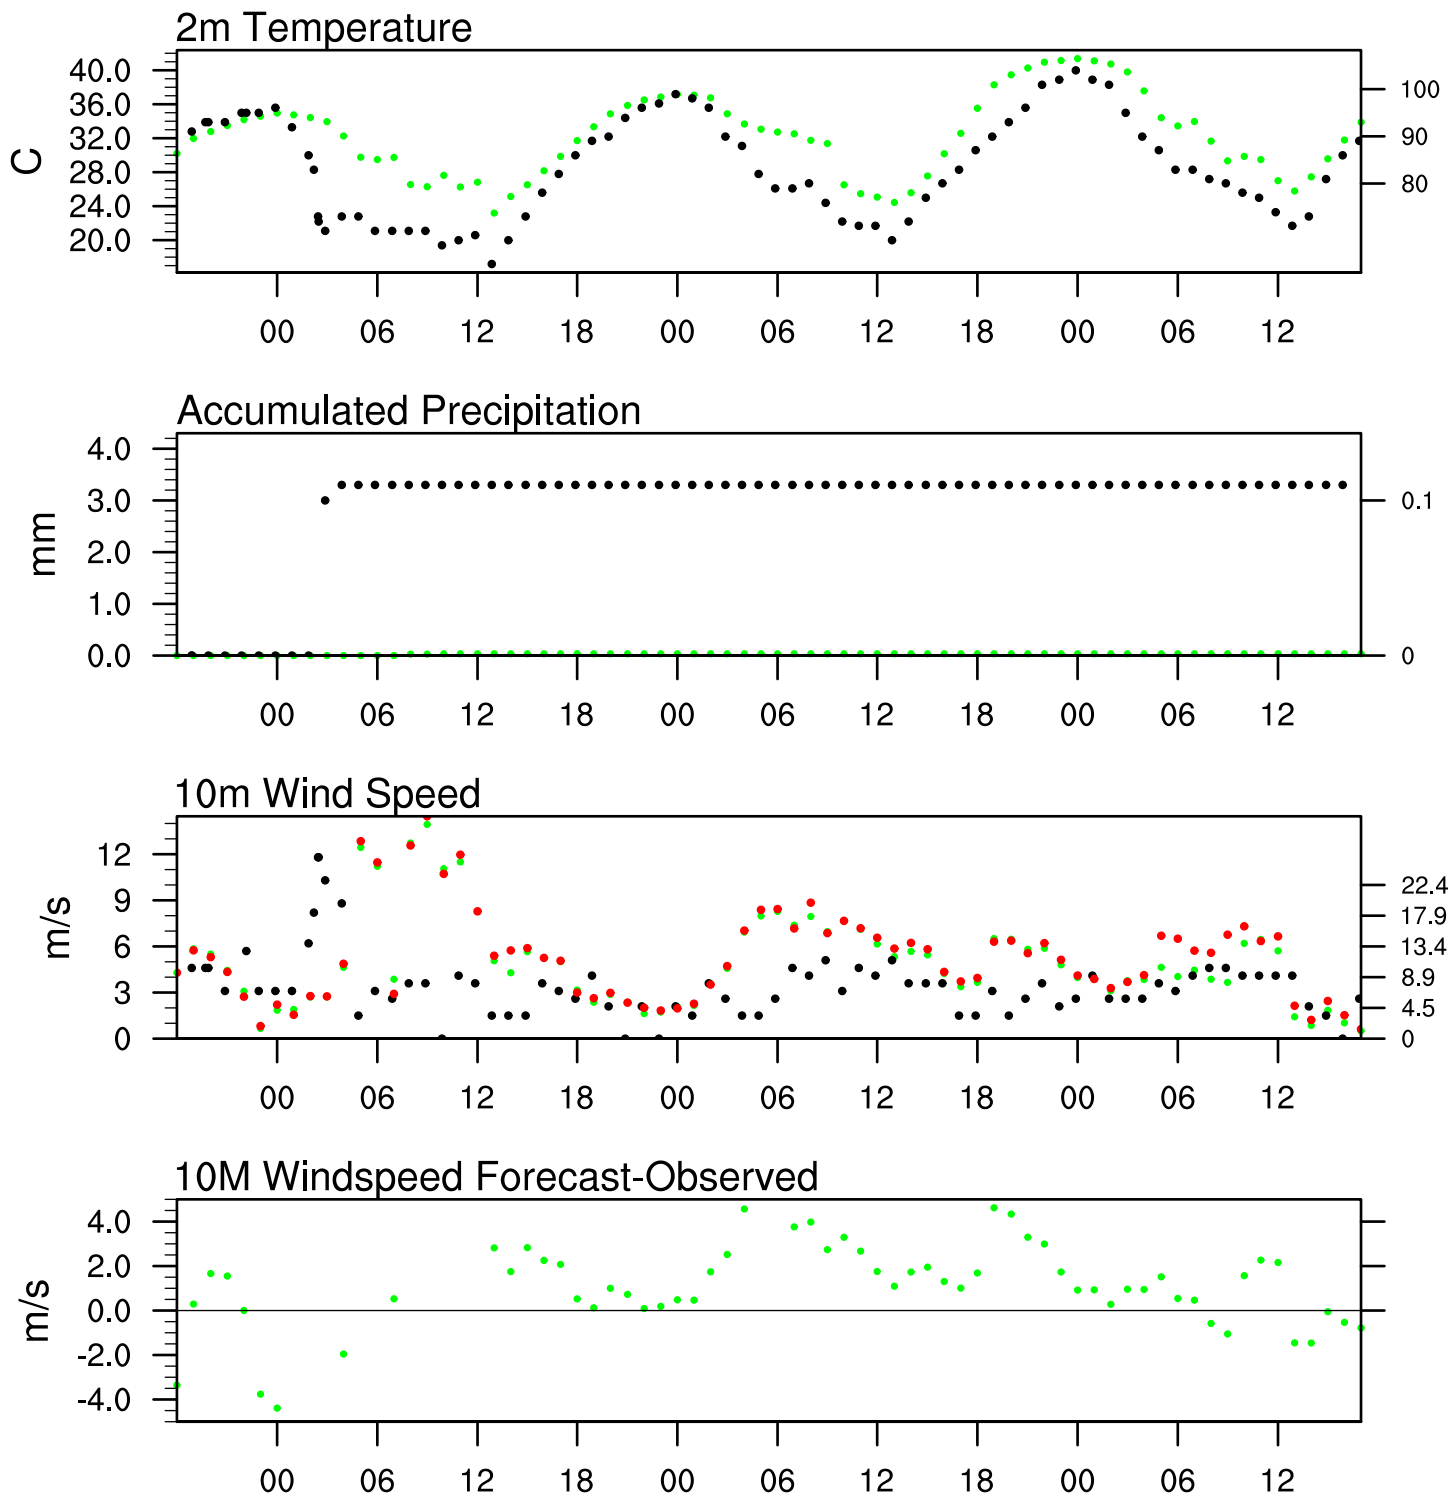 2m Temperature
40.0
36.0
32.0
28.0
24.0
20.0
C
100
90
80
00 06 12 18 00 06 12 18 00 06 12
Accumulated Precipitation
4.0
3.0
2.0
1.0
0.0
mm
0.1
0
00 06 12 18 00 06 12 18 00 06 12
10m Wind Speed
12
9
6
3
0
m/s
22.4
17.9
13.4
8.9
4.5
0
00 06 12 18 00 06 12 18 00 06 12
10M Windspeed Forecast-Observed
4.0
2.0
0.0
-2.0
-4.0
m/s
00 06 12 18 00 06 12 18 00 06 12